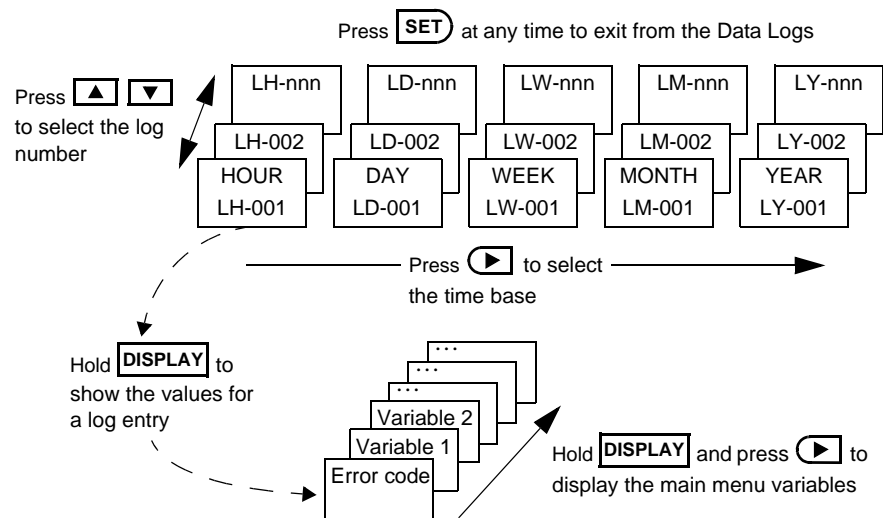 Press SET at any time to exit from the Data Logs
Press ▲ ▼
to select the log
number
LH-nnn LD-nnn LW-nnn LM-nnn LY-nnn
LH-002 LD-002 LW-002 LM-002 LY-002
HOUR DAY WEEK MONTH YEAR
LH-001 LD-001 LW-001 LM-001 LY-001
Press ▶ to select
the time base
Hold DISPLAY to
show the values for
a log entry
...
...
...
Variable 2
Variable 1
Error code
Hold DISPLAY and press ▶ to
display the main menu variables